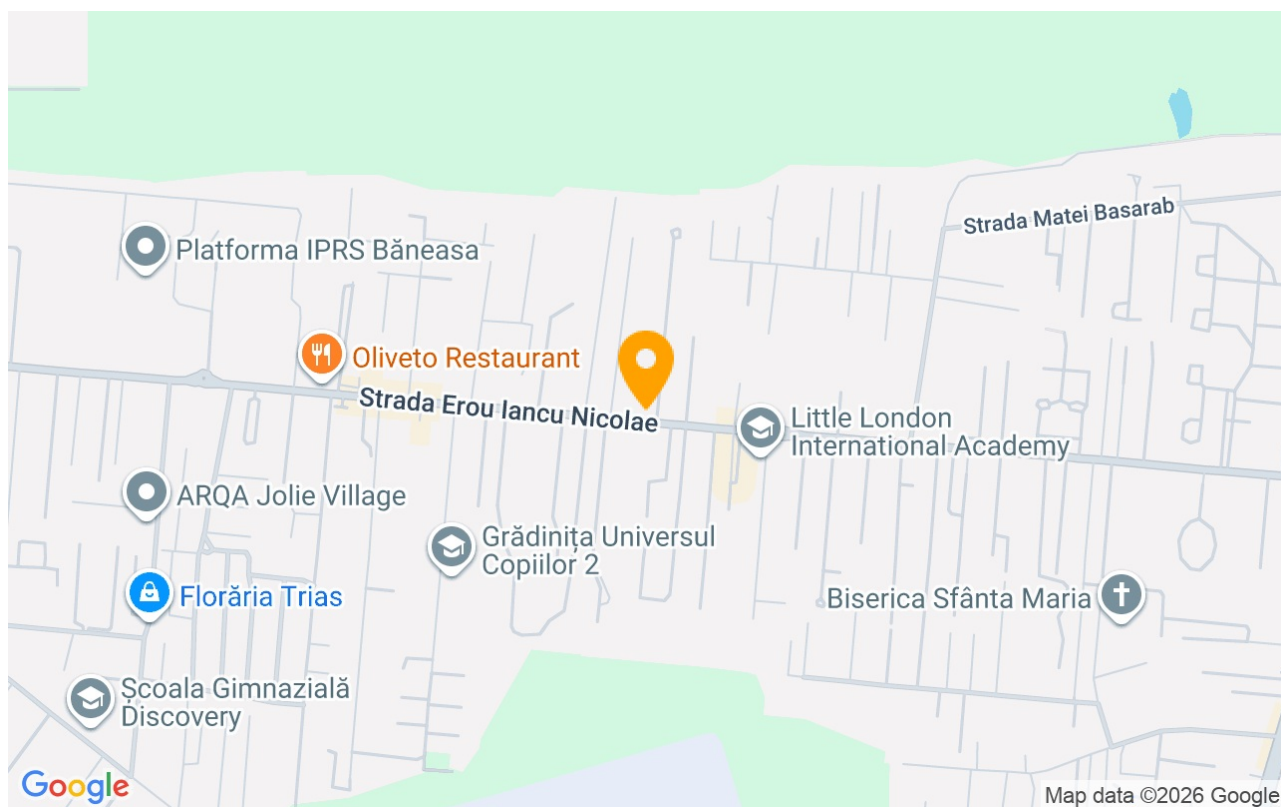 Strada Matei Basarab
Platforma IPRS Băneasa
Oliveto Restaurant
Strada Erou Iancu Nicolae
Little London
International Academy
ARQA Jolie Village
Grădinița Universul
Copiilor 2
Florăria Trias
Biserica Sfânta Maria
Școala Gimnazială
Discovery
Google
Map data ©2026 Google